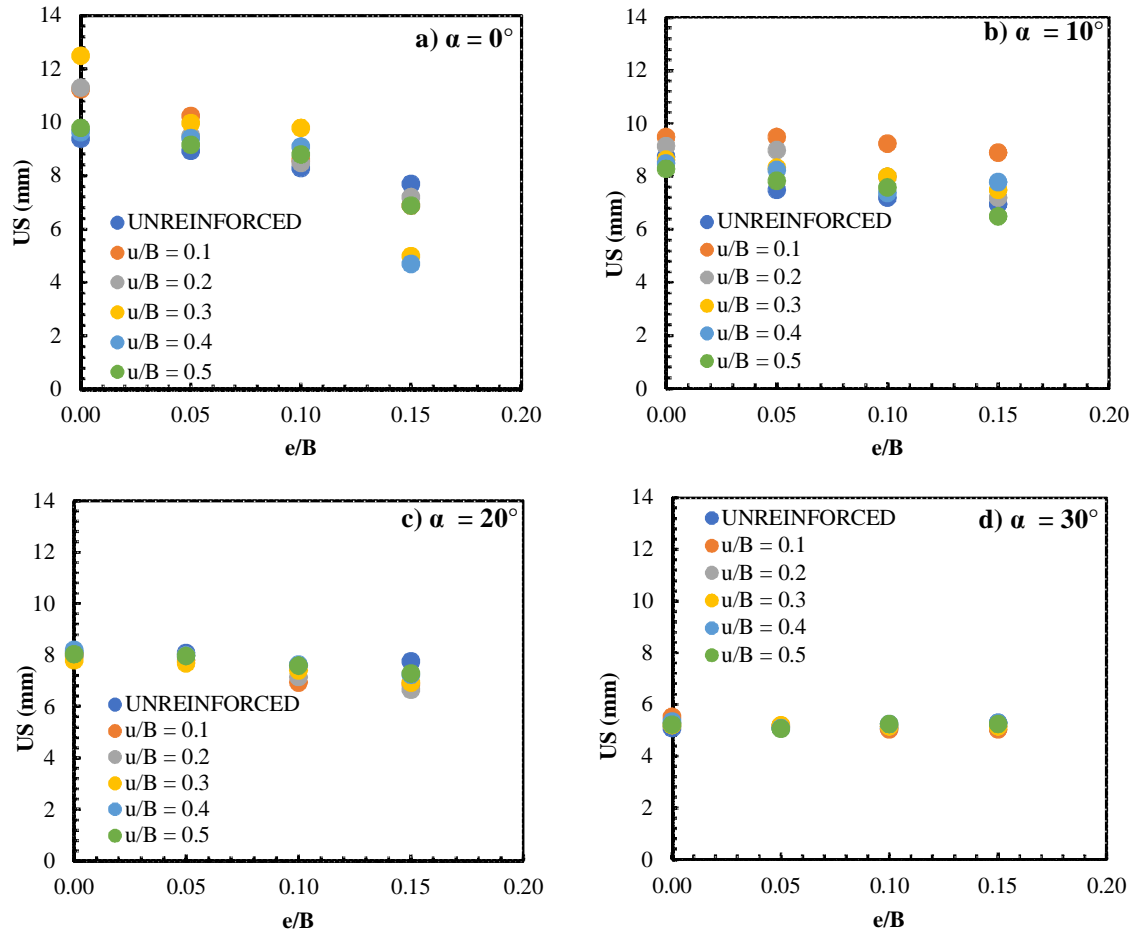 a) α = 0°
14
12
10
8
6
4
2
0
US (mm)
UNREINFORCED
u/B = 0.1
u/B = 0.2
u/B = 0.3
u/B = 0.4
u/B = 0.5
0.00 0.05 0.10 0.15 0.20
e/B
b) α = 10°
14
12
10
8
6
4
2
0
US (mm)
UNREINFORCED
u/B = 0.1
u/B = 0.2
u/B = 0.3
u/B = 0.4
u/B = 0.5
0.00 0.05 0.10 0.15 0.20
e/B
c) α = 20°
14
12
10
8
6
4
2
0
US (mm)
UNREINFORCED
u/B = 0.1
u/B = 0.2
u/B = 0.3
u/B = 0.4
u/B = 0.5
0.00 0.05 0.10 0.15 0.20
e/B
d) α = 30°
14
12
10
8
6
4
2
0
US (mm)
UNREINFORCED
u/B = 0.1
u/B = 0.2
u/B = 0.3
u/B = 0.4
u/B = 0.5
0.00 0.05 0.10 0.15 0.20
e/B